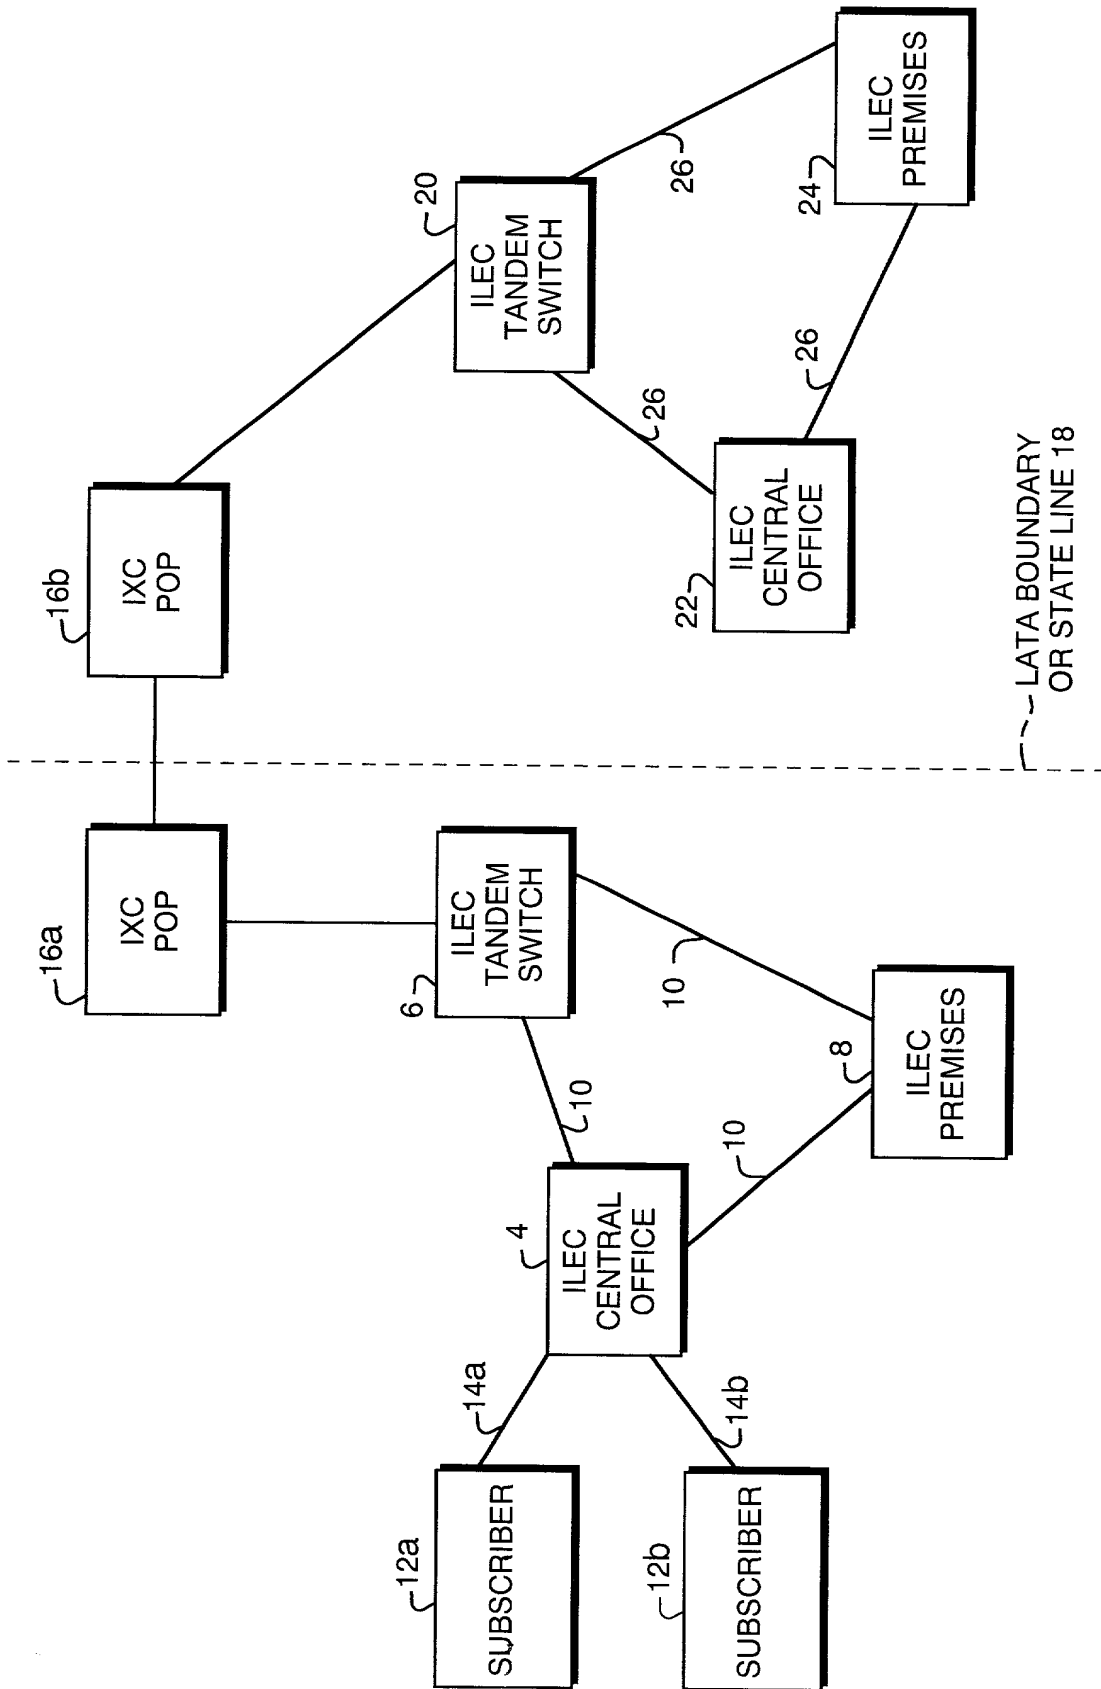 16a
IXC
POP
16b
IXC
POP
6
ILEC
TANDEM
SWITCH
20
ILEC
TANDEM
SWITCH
12a
SUBSCRIBER
14a
4
ILEC
CENTRAL
OFFICE
10
10
26
26
12b
SUBSCRIBER
14b
10
22
ILEC
CENTRAL
OFFICE
26
24
ILEC
PREMISES
8
ILEC
PREMISES
LATA BOUNDARY
OR STATE LINE 18